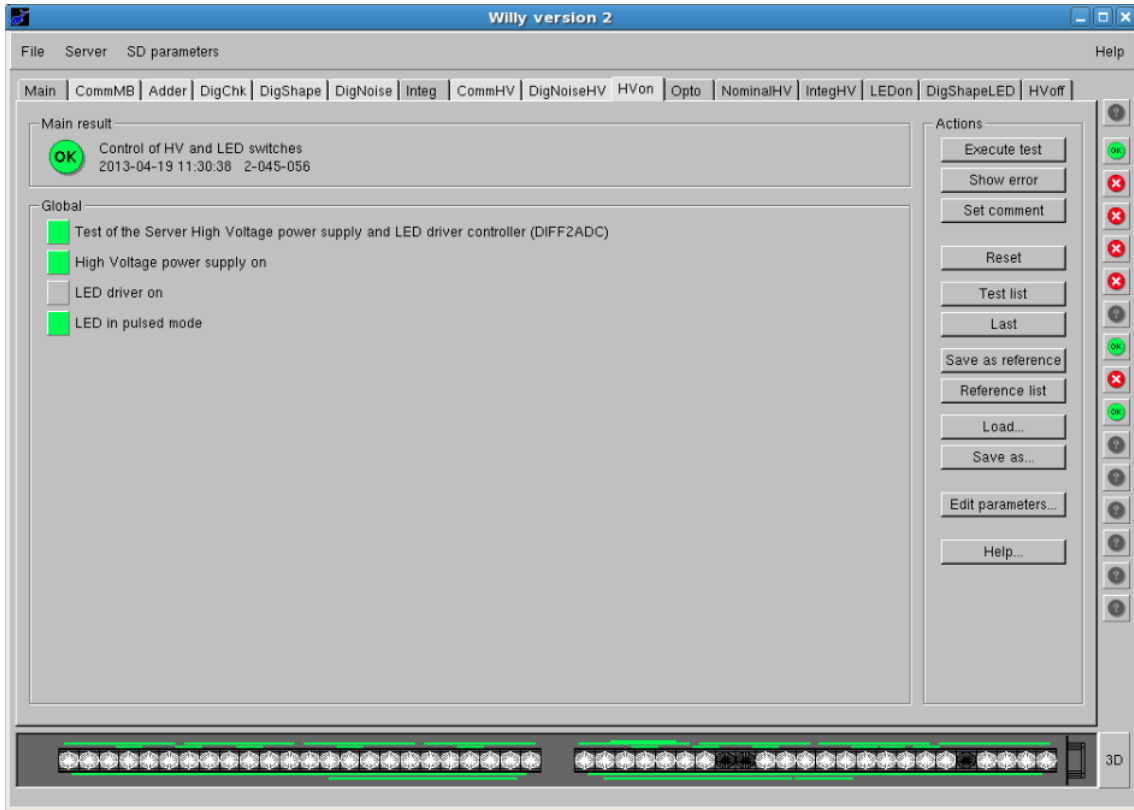 Willy version 2
File Server SD parameters Help
Main CommMB Adder DigChk DigShape DigNoise Integ CommHV DigNoiseHV HVon Opto NominalHV IntegHV LEDon DigShapeLED HVoff
Main result
OK
Control of HV and LED switches
2013-04-19 11:30:38 2-045-056
Global
Test of the Server High Voltage power supply and LED driver controller (DIFF2ADC)
High Voltage power supply on
LED driver on
LED in pulsed mode
Actions
Execute test
Show error
Set comment
Reset
Test list
Last
Save as reference
Reference list
Load...
Save as...
Edit parameters...
Help...
?
OK
?
OK
OK
?
?
?
?
?
?
3D